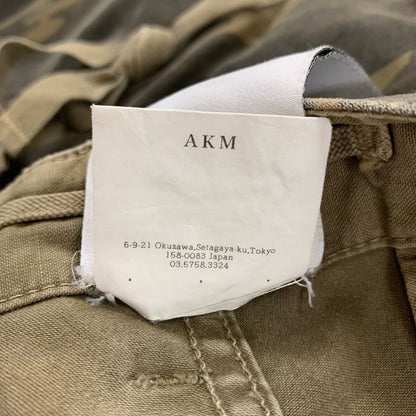 AKM
6-9-21 Okusawa,Setagaya-ku,Tokyo
158-0083 Japan
03.5758.3324